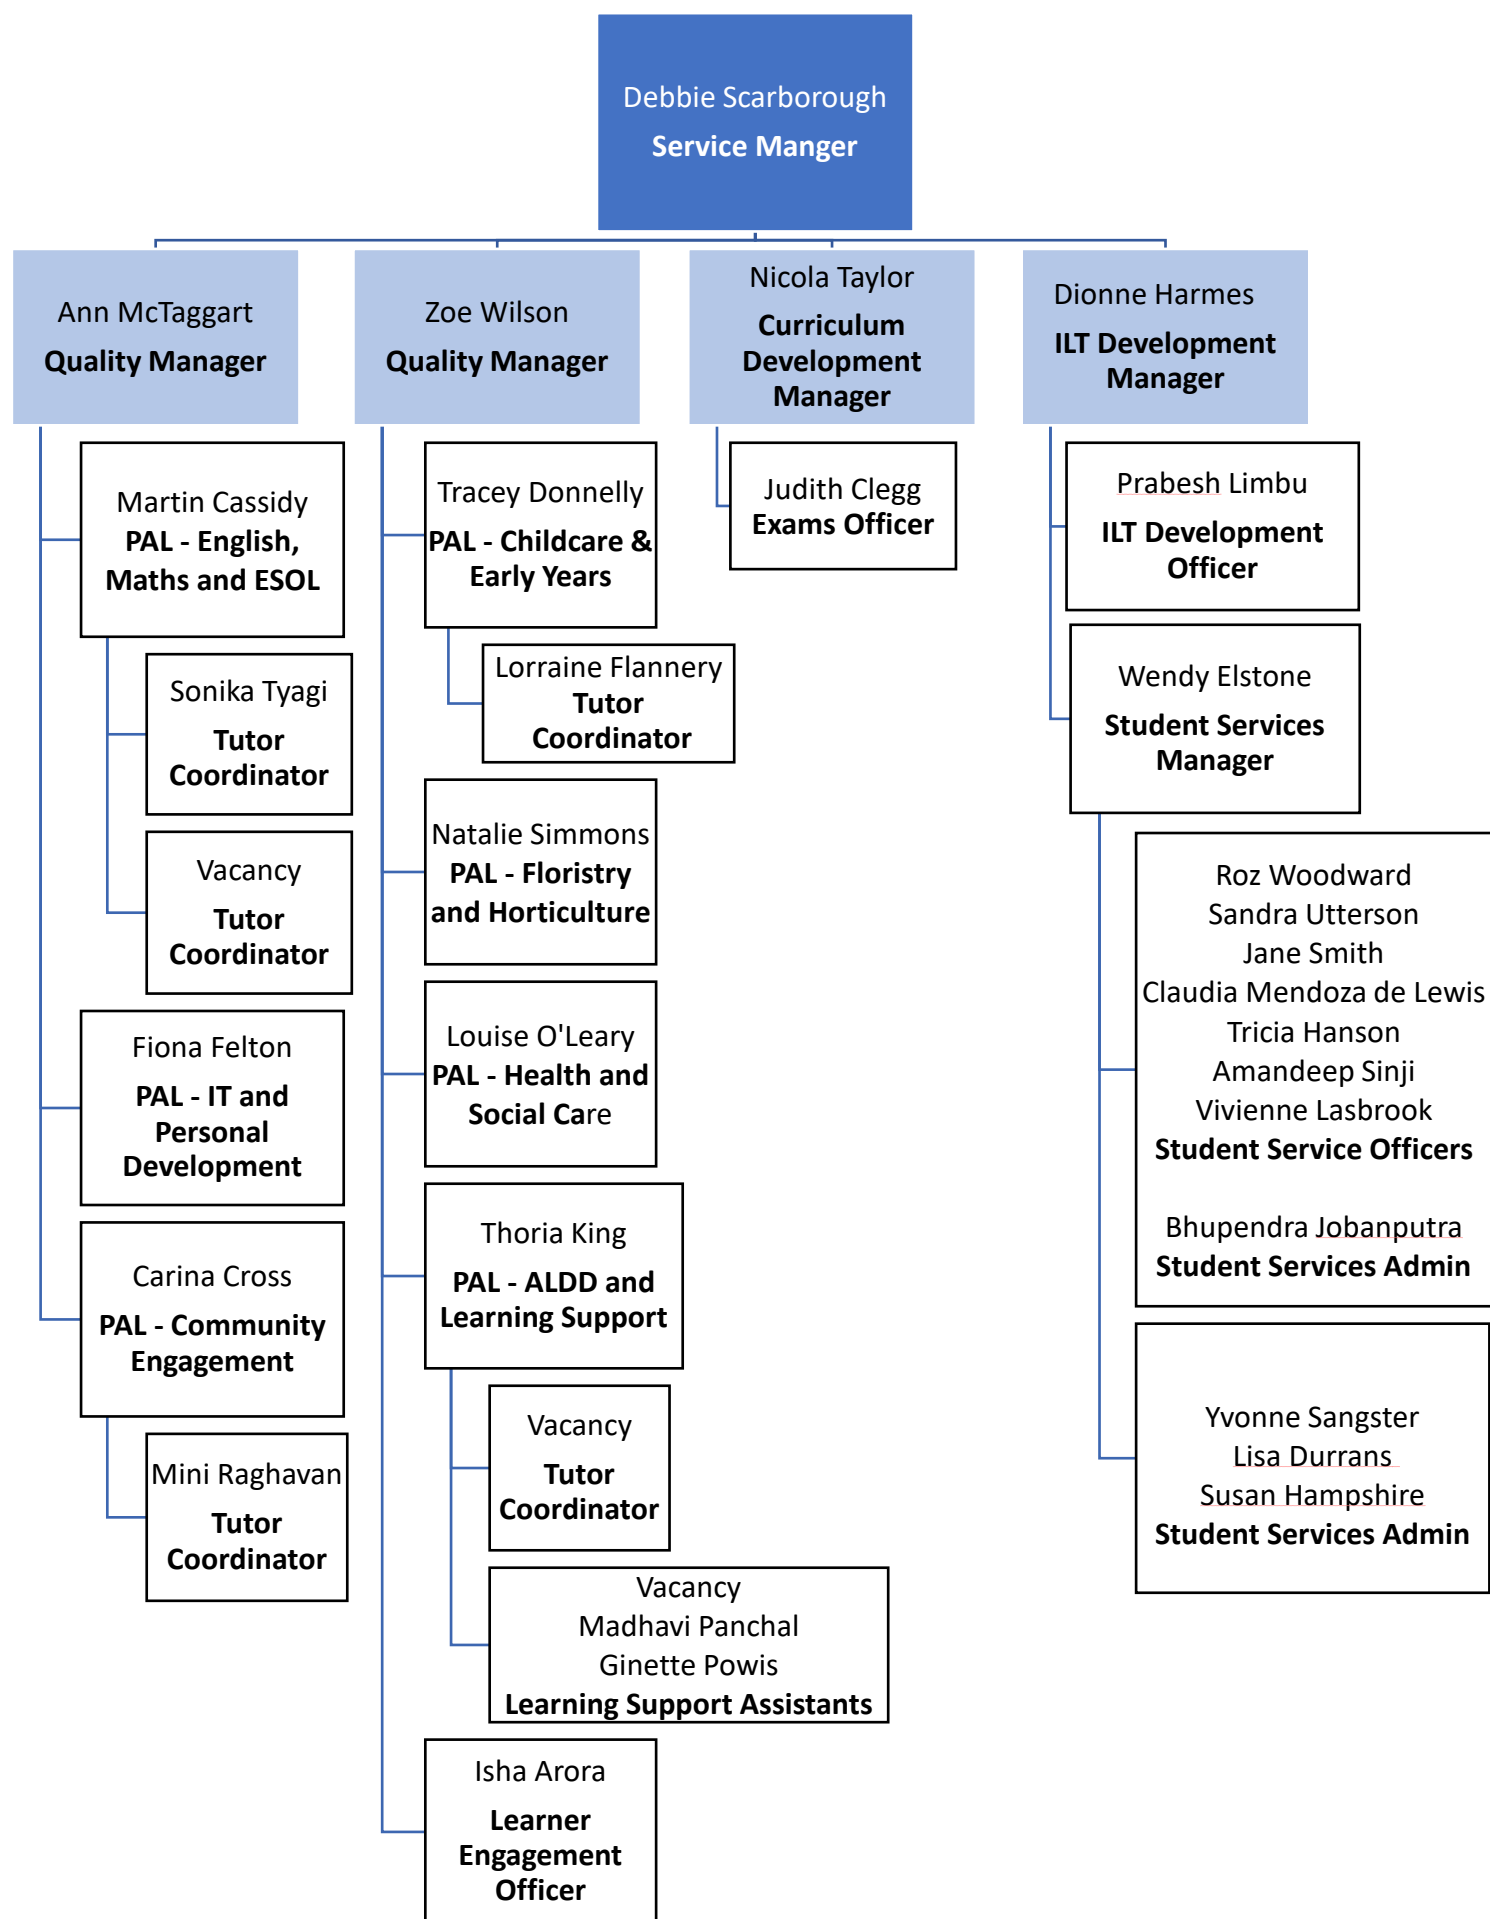 Debbie Scarborough
Service Manger
Ann McTaggart
Quality Manager
Martin Cassidy
PAL - English,
Maths and ESOL
Sonika Tyagi
Tutor
Coordinator
Vacancy
Tutor
Coordinator
Fiona Felton
PAL - IT and
Personal
Development
Carina Cross
PAL - Community
Engagement
Mini Raghavan
Tutor
Coordinator
Zoe Wilson
Quality Manager
Tracey Donnelly
PAL - Childcare &
Early Years
Lorraine Flannery
Tutor
Coordinator
Natalie Simmons
PAL - Floristry
and Horticulture
Louise O'Leary
PAL - Health and
Social Care
Thoria King
PAL - ALDD and
Learning Support
Vacancy
Tutor
Coordinator
Vacancy
Madhavi Panchal
Ginette Powis
Learning Support Assistants
Isha Arora
Learner
Engagement
Officer
Nicola Taylor
Curriculum
Development
Manager
Judith Clegg
Exams Officer
Dionne Harmes
ILT Development
Manager
Prabesh Limbu
ILT Development
Officer
Wendy Elstone
Student Services
Manager
Roz Woodward
Sandra Utterson
Jane Smith
Claudia Mendoza de Lewis
Tricia Hanson
Amandeep Sinji
Vivienne Lasbrook
Student Service Officers
Bhupendra Jobanputra
Student Services Admin
Yvonne Sangster
Lisa Durrans
Susan Hampshire
Student Services Admin